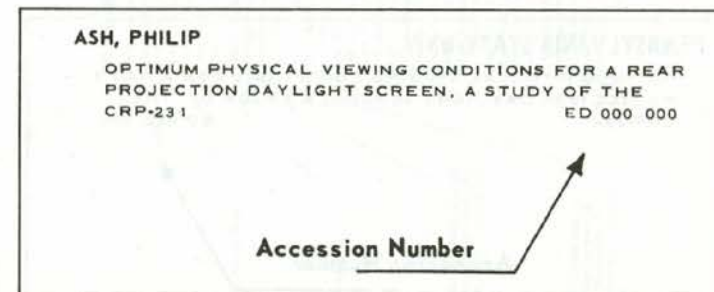 ASH, PHILIP
OPTIMUM PHYSICAL VIEWING CONDITIONS FOR A REAR
PROJECTION DAYLIGHT SCREEN, A STUDY OF THE
CRP-231 ED 000 000
Accession Number